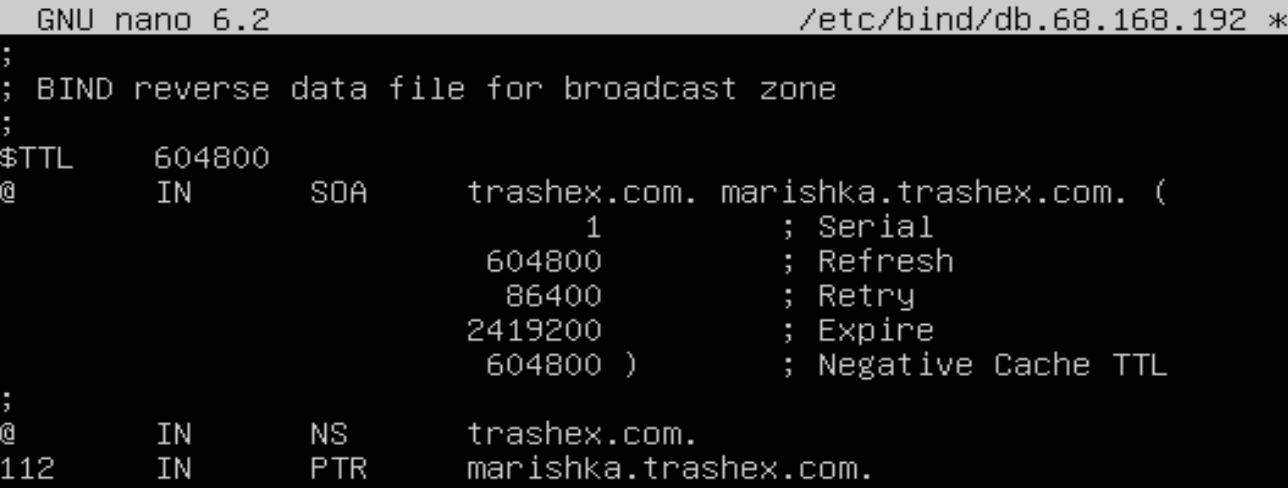 GNU nano 6.2 /etc/bind/db.68.168.192 *
;
; BIND reverse data file for broadcast zone
;
$TTL 604800
@ IN SOA trashex.com. marishka.trashex.com. (
1 ; Serial
604800 ; Refresh
86400 ; Retry
2419200 ; Expire
604800 ) ; Negative Cache TTL
;
@ IN NS trashex.com.
112 IN PTR marishka.trashex.com.